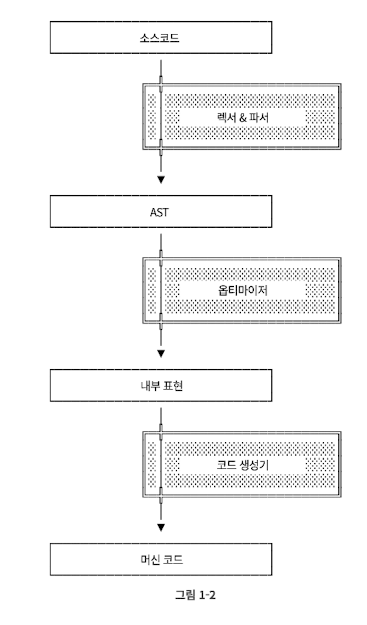 소스코드
렉서 & 파서
AST
옵티마이저
내부 표현
코드 생성기
머신 코드
그림 1-2